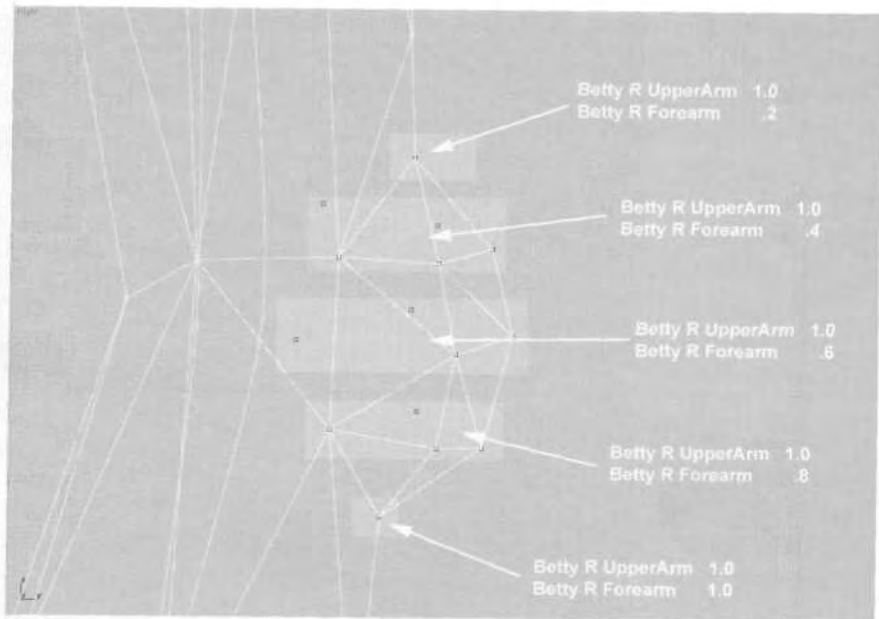 Right
Betty R UpperArm 1.0
Betty R Forearm .2
Betty R UpperArm 1.0
Betty R Forearm .4
Betty R UpperArm 1.0
Betty R Forearm .6
Betty R UpperArm 1.0
Betty R Forearm .8
Betty R UpperArm 1.0
Betty R Forearm 1.0